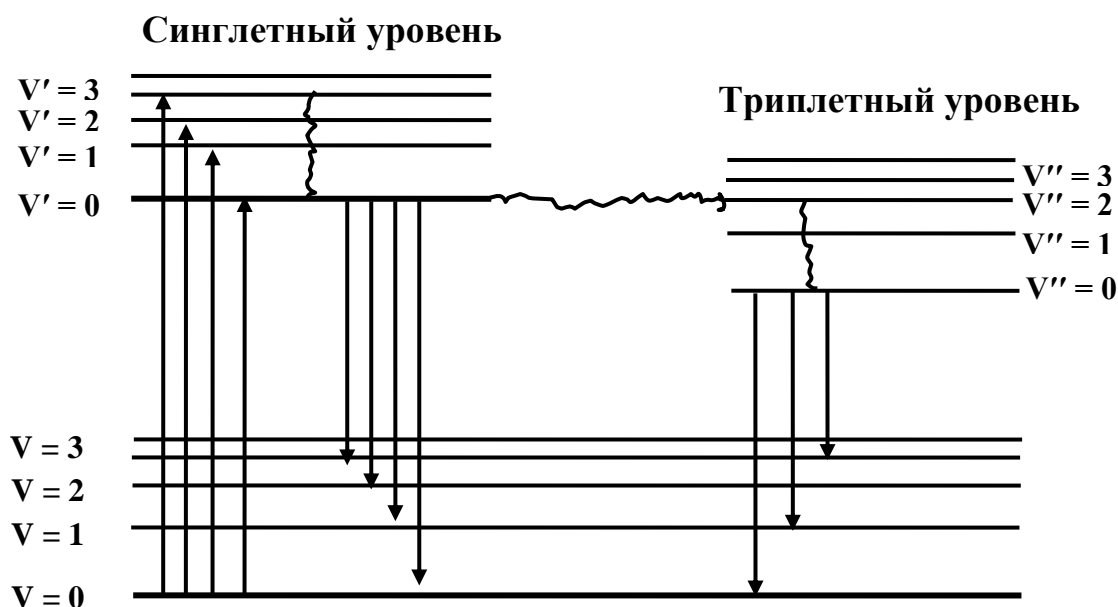 Синглетный уровень
V′ = 3
V′ = 2
V′ = 1
V′ = 0
Триплетный уровень
V′′ = 3
V′′ = 2
V′′ = 1
V′′ = 0
V = 3
V = 2
V = 1
V = 0